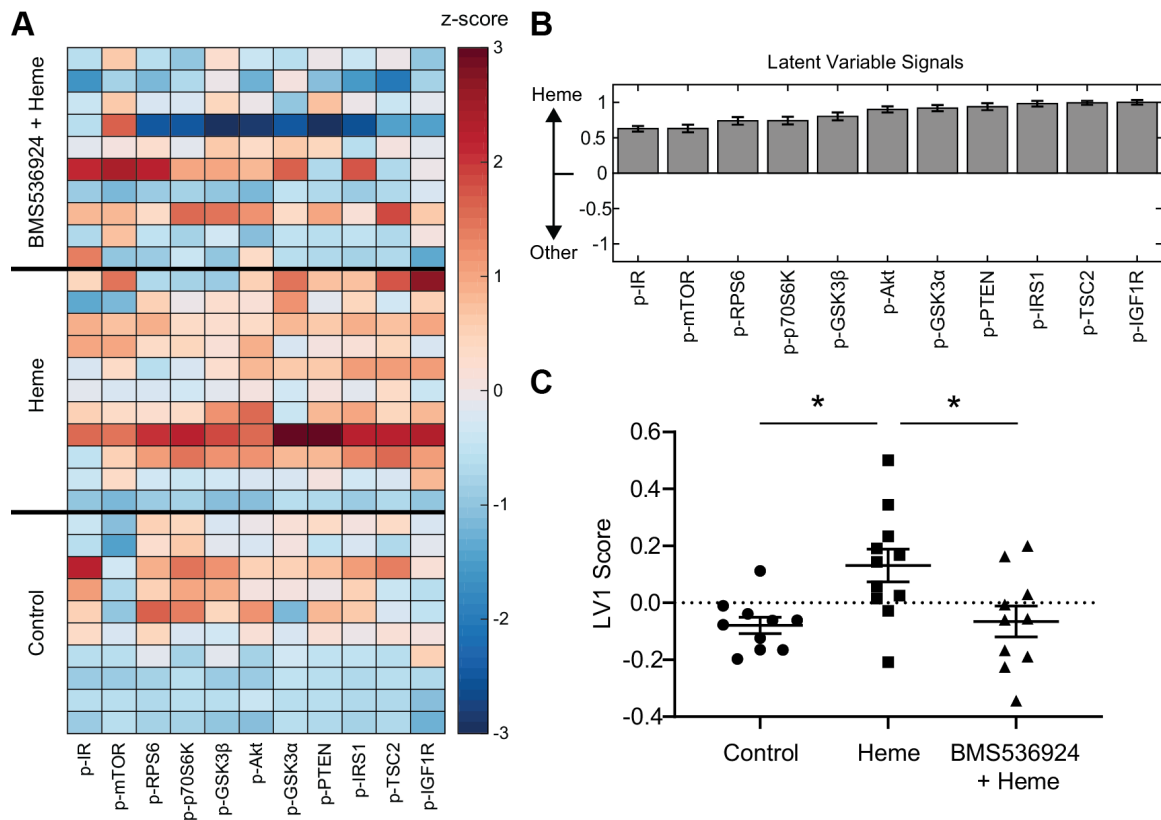 A
z-score
BMS536924 + Heme
Heme
Control
3
2
1
0
-1
-2
-3
p-IR
p-mTOR
p-RPS6
p-p70S6K
p-GSK3β
p-Akt
p-GSK3α
p-PTEN
p-IRS1
p-TSC2
p-IGF1R
B
Latent Variable Signals
Heme
Other
1
0.5
0
-0.5
-1
p-IR
p-mTOR
p-RPS6
p-p70S6K
p-GSK3β
p-Akt
p-GSK3α
p-PTEN
p-IRS1
p-TSC2
p-IGF1R
C
* *
LV1 Score
0.6
0.4
0.2
0.0
-0.2
-0.4
Control
Heme
BMS536924
+ Heme